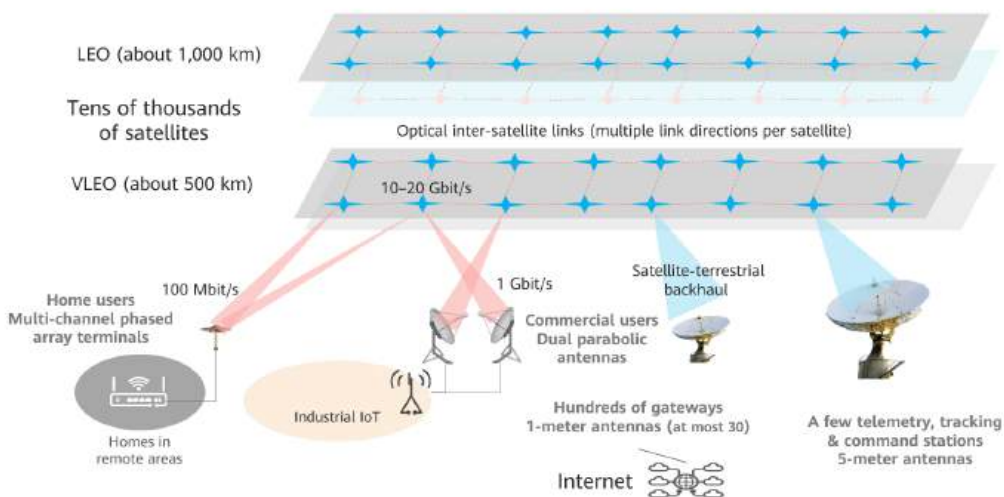 LEO (about 1,000 km)
Tens of thousands
of satellites
Optical inter-satellite links (multiple link directions per satellite)
VLEO (about 500 km)
10–20 Gbit/s
100 Mbit/s
1 Gbit/s
Satellite-terrestrial
backhaul
Home users
Multi-channel phased
array terminals
Commercial users
Dual parabolic
antennas
Industrial IoT
Homes in
remote areas
Hundreds of gateways
1-meter antennas (at most 30)
A few telemetry, tracking
& command stations
5-meter antennas
Internet